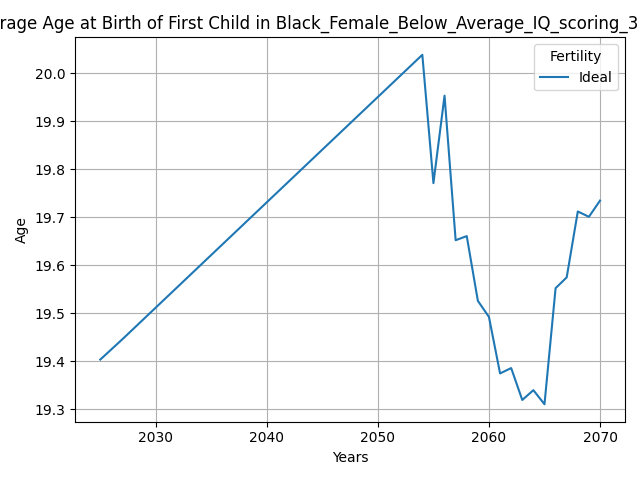 rage Age at Birth of First Child in Black_Female_Below_Average_IQ_scoring_3
Fertility
Ideal
20.0
19.9
19.8
19.7
19.6
19.5
19.4
19.3
Age
2030 2040 2050 2060 2070
Years